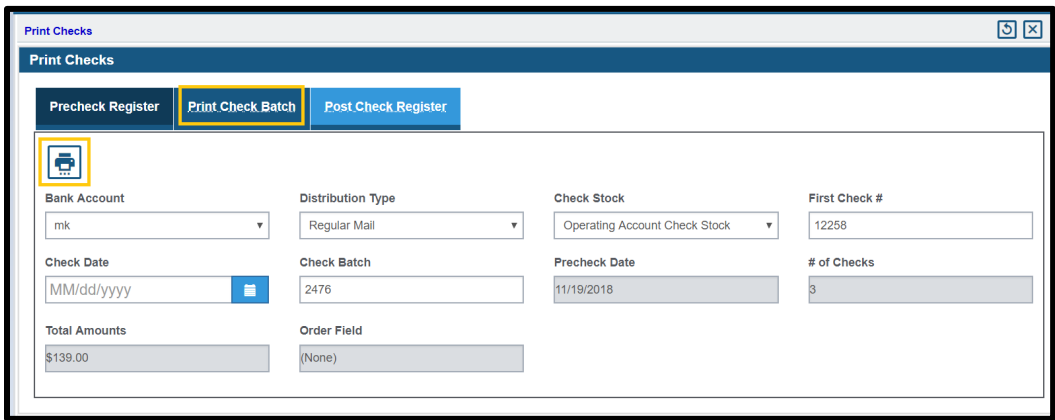 Print Checks
Print Checks
Precheck Register Print Check Batch Post Check Register
Bank Account Distribution Type Check Stock First Check #
mk Regular Mail Operating Account Check Stock 12258
Check Date Check Batch Precheck Date # of Checks
MM/dd/yyyy 2476 11/19/2018 3
Total Amounts Order Field
$139.00 (None)